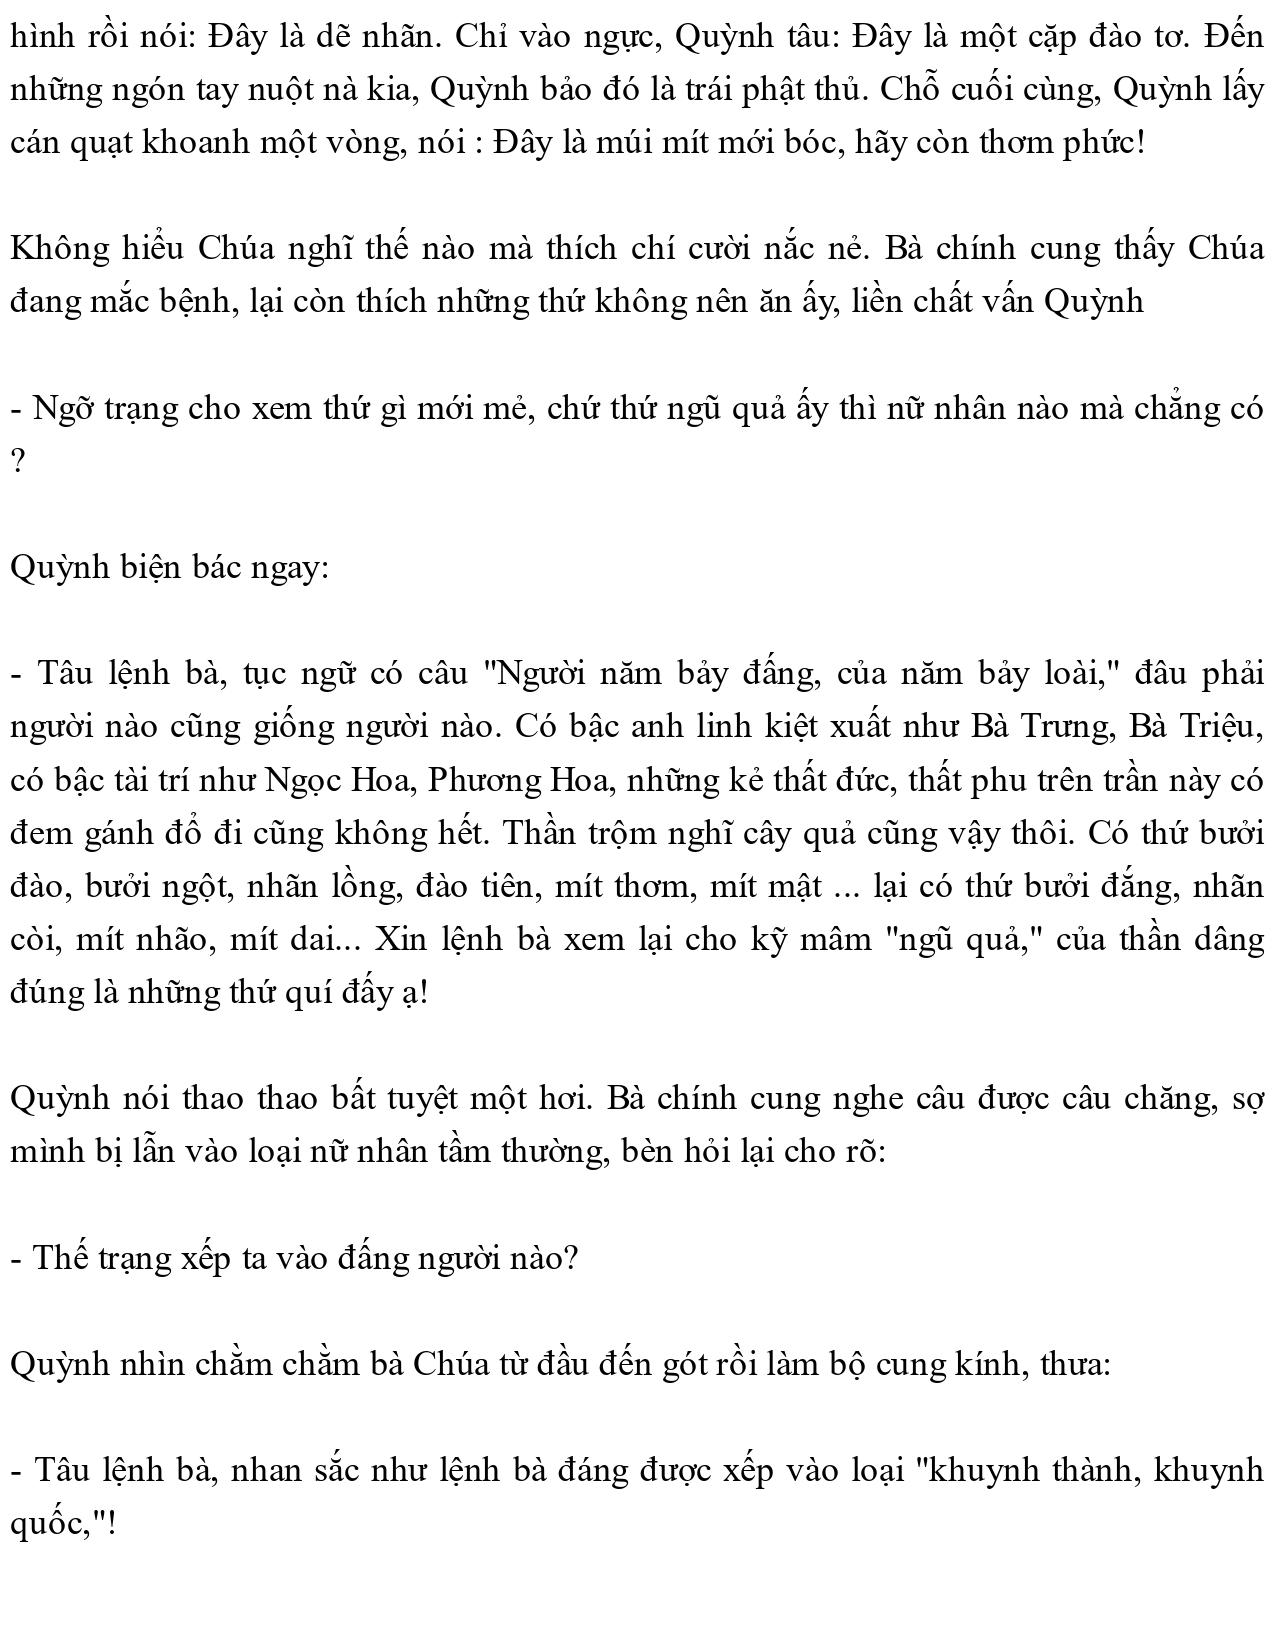 hình rồi nói: Đây là dẽ nhãn. Chỉ vào ngực, Quỳnh tâu: Đây là một cặp đào tơ. Đến
những ngón tay nuột nà kia, Quỳnh bảo đó là trái phật thủ. Chỗ cuối cùng, Quỳnh lấy
cán quạt khoanh một vòng, nói : Đây là múi mít mới bóc, hãy còn thơm phức!
Không hiểu Chúa nghĩ thế nào mà thích chí cười nắc nẻ. Bà chính cung thấy Chúa
đang mắc bệnh, lại còn thích những thứ không nên ăn ấy, liền chất vấn Quỳnh
- Ngỡ trạng cho xem thứ gì mới mẻ, chứ thứ ngũ quả ấy thì nữ nhân nào mà chẳng có
?
Quỳnh biện bác ngay:
- Tâu lệnh bà, tục ngữ có câu "Người năm bảy đấng, của năm bảy loài," đâu phải
người nào cũng giống người nào. Có bậc anh linh kiệt xuất như Bà Trưng, Bà Triệu,
có bậc tài trí như Ngọc Hoa, Phương Hoa, những kẻ thất đức, thất phu trên trần này có
đem gánh đổ đi cũng không hết. Thần trộm nghĩ cây quả cũng vậy thôi. Có thứ bưởi
đào, bưởi ngột, nhãn lồng, đào tiên, mít thơm, mít mật ... lại có thứ bưởi đắng, nhãn
còi, mít nhão, mít dai... Xin lệnh bà xem lại cho kỹ mâm "ngũ quả," của thần dâng
đúng là những thứ quí đấy ạ!
Quỳnh nói thao thao bất tuyệt một hơi. Bà chính cung nghe câu được câu chăng, sợ
mình bị lẫn vào loại nữ nhân tầm thường, bèn hỏi lại cho rõ:
- Thế trạng xếp ta vào đấng người nào?
Quỳnh nhìn chằm chằm bà Chúa từ đầu đến gót rồi làm bộ cung kính, thưa:
- Tâu lệnh bà, nhan sắc như lệnh bà đáng được xếp vào loại "khuynh thành, khuynh
quốc,"!